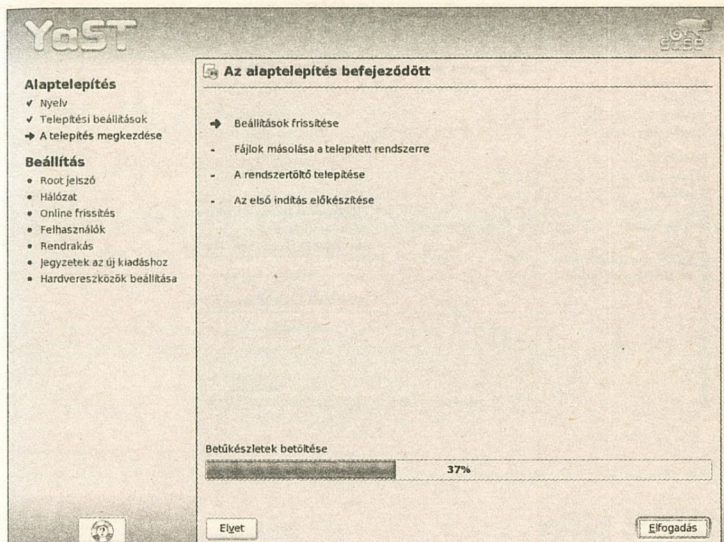 YaST
SuSE
Alaptelepítés
✔ Nyelv
✔ Telepítési beállítások
➔ A telepítés megkezdése
Beállítás
• Root jelszó
• Hálózat
• Online frissítés
• Felhasználók
• Rendrakás
• Jegyzetek az új kiadáshoz
• Hardvereszközök beállítása
Az alaptelepítés befejeződött
➔ Beállítások frissítése
- Fájlok másolása a telepített rendszerre
- A rendszertöltő telepítése
- Az első indítás előkészítése
Betűkészletek betöltése
37%
Elvet
Elfogadás